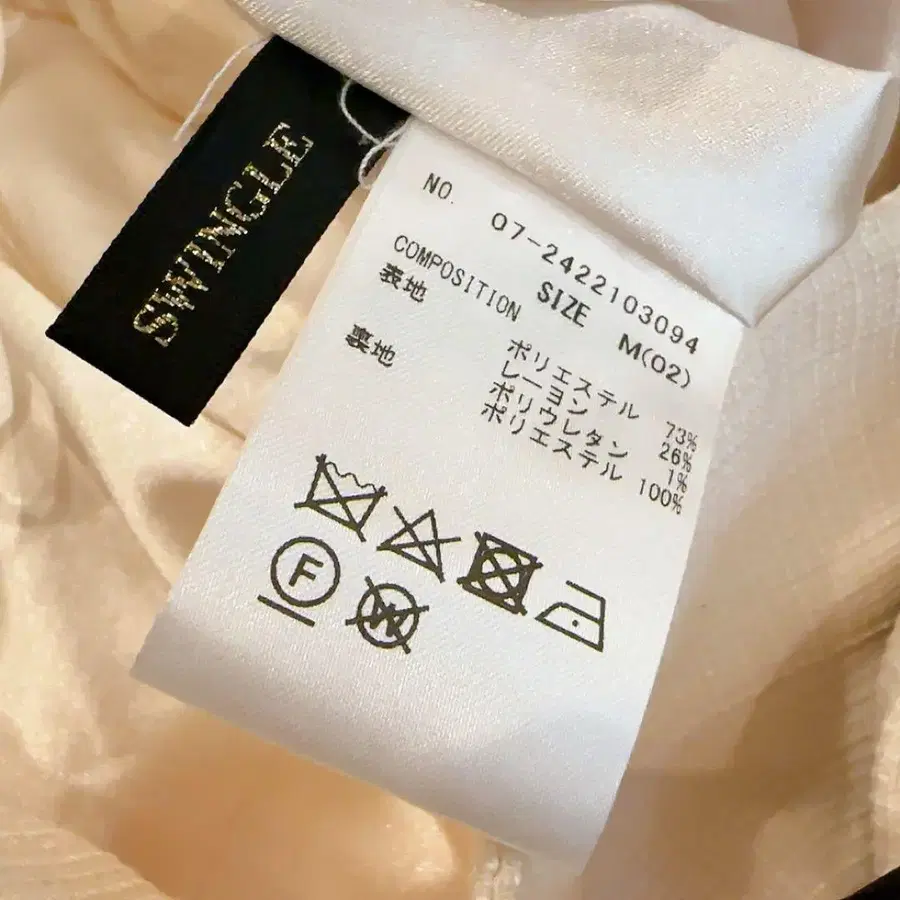 SWINGLE
NO. 07-2422103094
SIZE M(02)
COMPOSITION
表地 ポリエステル 73%
レーヨン 26%
ポリウレタン 1%
裏地 ポリエステル 100%
F
W